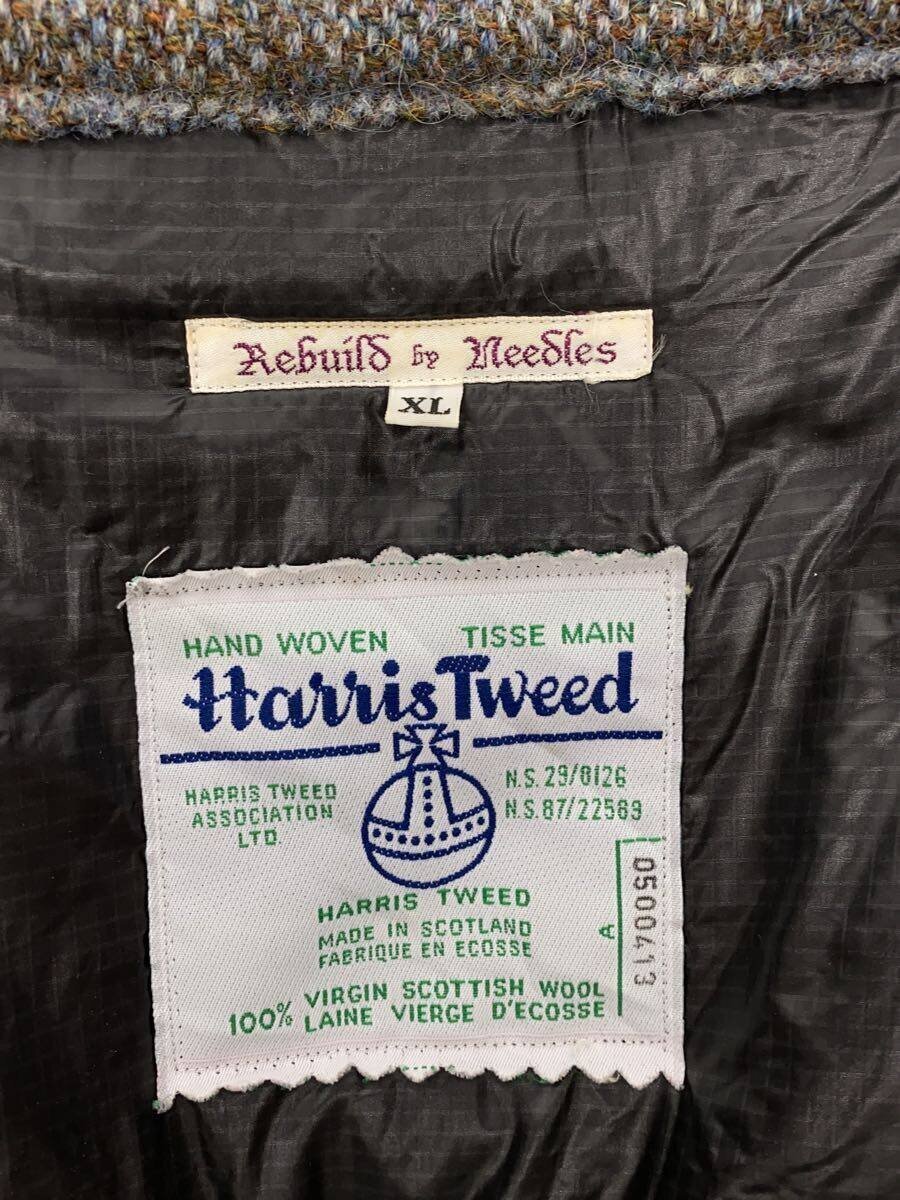 Rebuild by Needles
XL
HAND WOVEN TISSE MAIN
Harris Tweed
HARRIS TWEED
ASSOCIATION
LTD.
N.S. 29/0126
N.S. 87/22569
HARRIS TWEED
MADE IN SCOTLAND
FABRIQUE EN ECOSSE
100% VIRGIN SCOTTISH WOOL
LAINE VIERGE D'ECOSSE
A
0500413